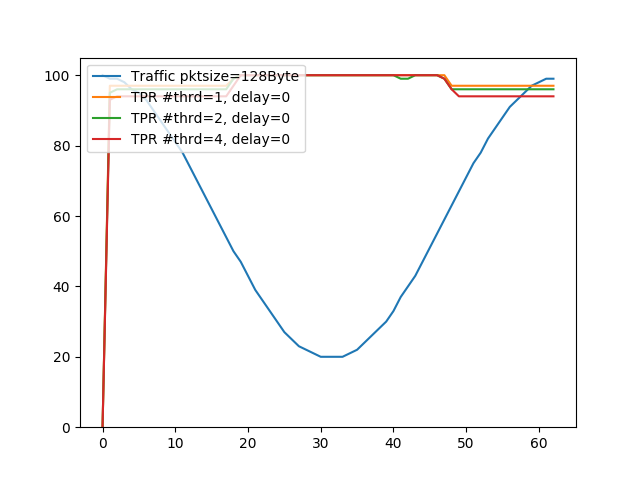 100
80
60
40
20
0
Traffic pktsize=128Byte
TPR #thrd=1, delay=0
TPR #thrd=2, delay=0
TPR #thrd=4, delay=0
0 10 20 30 40 50 60